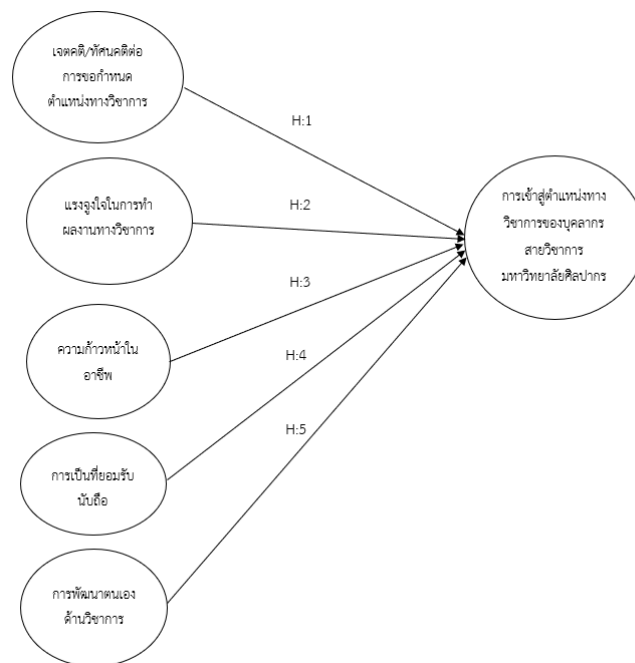 เจตคติ/ทัศนคติต่อ
การขอกำหนด
ตำแหน่งทางวิชาการ
H:1
แรงจูงใจในการทำ
ผลงานทางวิชาการ
H:2
การเข้าสู่ตำแหน่งทาง
วิชาการของบุคลากร
สายวิชาการ
มหาวิทยาลัยศิลปากร
H:3
ความก้าวหน้าใน
อาชีพ
H:4
การเป็นที่ยอมรับ
นับถือ
H:5
การพัฒนาตนเอง
ด้านวิชาการ